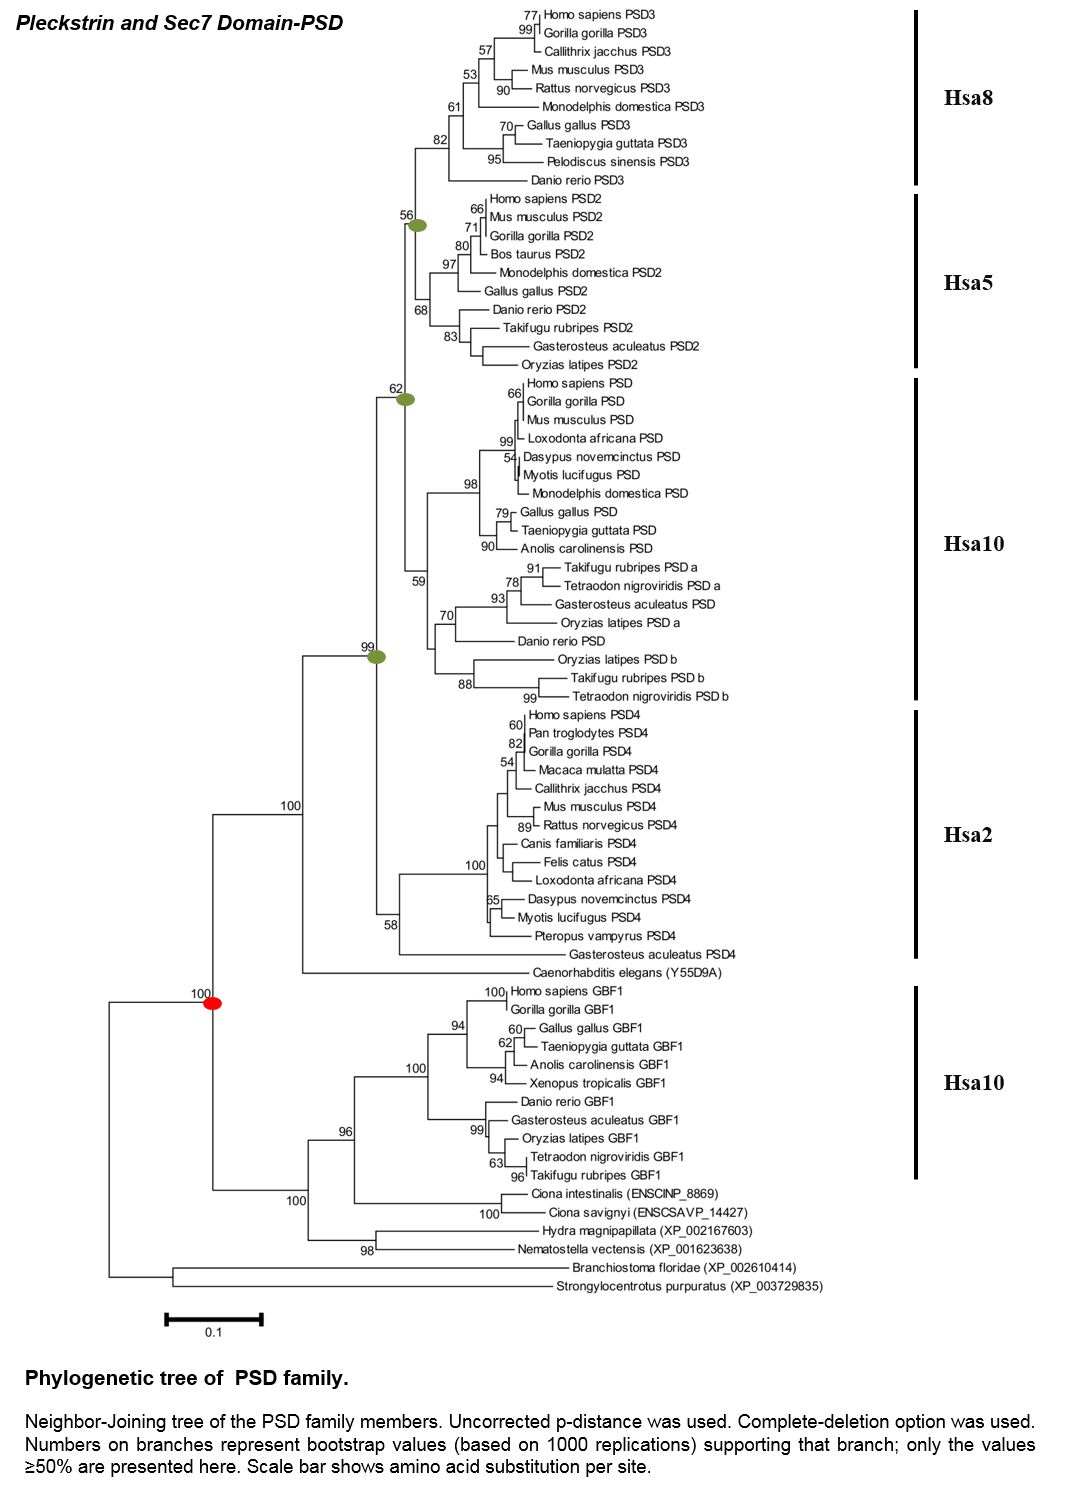 Pleckstrin and Sec7 Domain-PSD
77 Homo sapiens PSD3
99 Gorilla gorilla PSD3
Callithrix jacchus PSD3
57
Mus musculus PSD3
53
90 Rattus norvegicus PSD3
61 Monodelphis domestica PSD3
Hsa8
70 Gallus gallus PSD3
82 Taeniopygia guttata PSD3
95 Pelodiscus sinensis PSD3
Danio rerio PSD3
Homo sapiens PSD2
56 66 Mus musculus PSD2
71 Gorilla gorilla PSD2
80 Bos taurus PSD2
97 Monodelphis domestica PSD2
Hsa5
Gallus gallus PSD2
68 Danio rerio PSD2
83 Takifugu rubripes PSD2
Gasterosteus aculeatus PSD2
Oryzias latipes PSD2
62 Homo sapiens PSD
66 Gorilla gorilla PSD
Mus musculus PSD
99 Loxodonta africana PSD
54 Dasypus novemcinctus PSD
98 Myotis lucifugus PSD
Monodelphis domestica PSD
79 Gallus gallus PSD
Taeniopygia guttata PSD
90 Anolis carolinensis PSD
Hsa10
91 Takifugu rubripes PSD a
59 78 Tetraodon nigroviridis PSD a
93 Gasterosteus aculeatus PSD
70 Oryzias latipes PSD a
Danio rerio PSD
99 Oryzias latipes PSD b
88 Takifugu rubripes PSD b
99 Tetraodon nigroviridis PSD b
Homo sapiens PSD4
60 Pan troglodytes PSD4
82 Gorilla gorilla PSD4
54 Macaca mulatta PSD4
Callithrix jacchus PSD4
100 Mus musculus PSD4
89 Rattus norvegicus PSD4
Hsa2
Canis familiaris PSD4
100 Felis catus PSD4
Loxodonta africana PSD4
65 Dasypus novemcinctus PSD4
58 Myotis lucifugus PSD4
Pteropus vampyrus PSD4
Gasterosteus aculeatus PSD4
Caenorhabditis elegans (Y55D9A)
100 100 Homo sapiens GBF1
Gorilla gorilla GBF1
94 60 Gallus gallus GBF1
62 Taeniopygia guttata GBF1
100 Anolis carolinensis GBF1
94 Xenopus tropicalis GBF1
Hsa10
Danio rerio GBF1
99 Gasterosteus aculeatus GBF1
96 Oryzias latipes GBF1
63 Tetraodon nigroviridis GBF1
96 Takifugu rubripes GBF1
100 Ciona intestinalis (ENSCINP_8869)
100 Ciona savignyi (ENSCSAVP_14427)
Hydra magnipapillata (XP_002167603)
98 Nematostella vectensis (XP_001623638)
Branchiostoma floridae (XP_002610414)
Strongylocentrotus purpuratus (XP_003729835)
0.1
Phylogenetic tree of PSD family.
Neighbor-Joining tree of the PSD family members. Uncorrected p-distance was used. Complete-deletion option was used.
Numbers on branches represent bootstrap values (based on 1000 replications) supporting that branch; only the values
≥50% are presented here. Scale bar shows amino acid substitution per site.